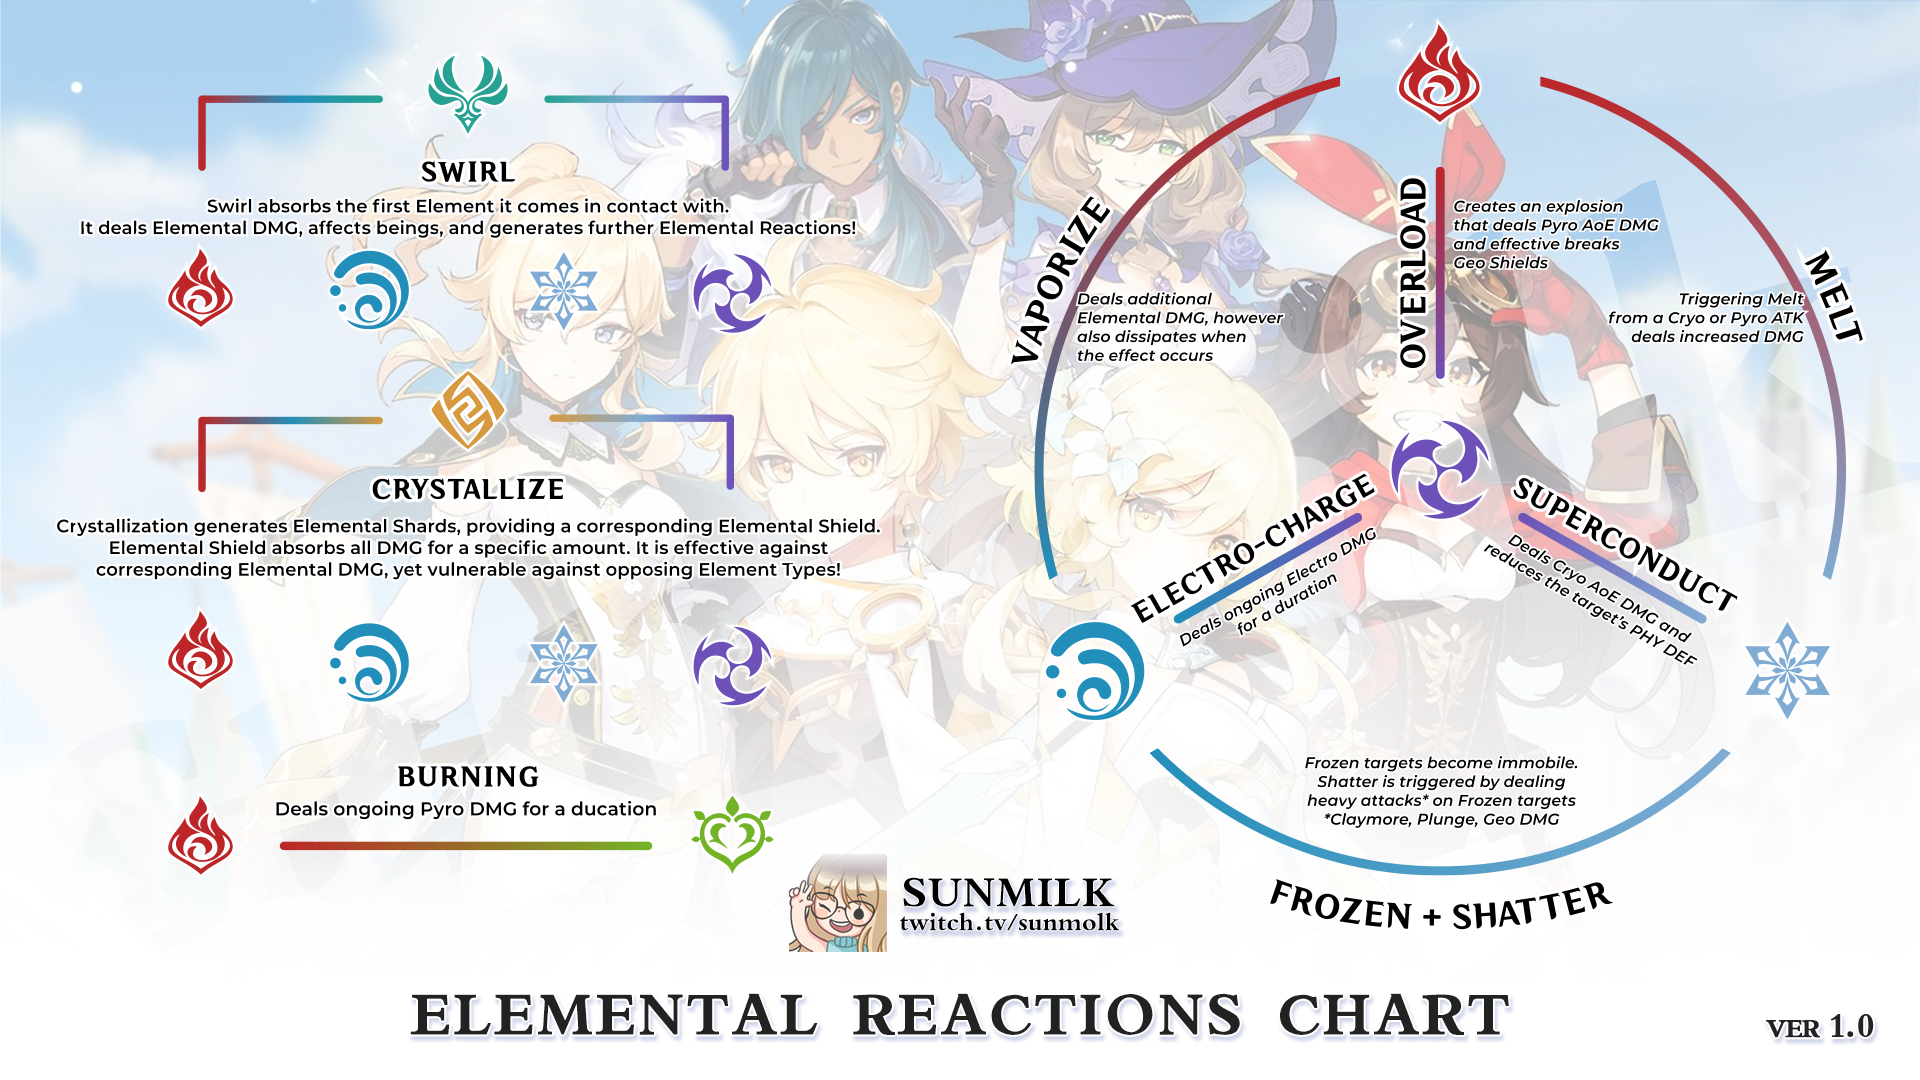 SWIRL
Swirl absorbs the first Element it comes in contact with.
It deals Elemental DMG, affects beings, and generates further Elemental Reactions!
CRYSTALLIZE
Crystallization generates Elemental Shards, providing a corresponding Elemental Shield.
Elemental Shield absorbs all DMG for a specific amount. It is effective against
corresponding Elemental DMG, yet vulnerable against opposing Element Types!
BURNING
Deals ongoing Pyro DMG for a ducation
VAPORIZE
Deals additional
Elemental DMG, however
also dissipates when
the effect occurs
OVERLOAD
Creates an explosion
that deals Pyro AoE DMG
and effective breaks
Geo Shields
MELT
Triggering Melt
from a Cryo or Pyro ATK
deals increased DMG
ELECTRO-CHARGE
Deals ongoing Electro DMG
for a duration
SUPERCONDUCT
Deals Cryo AoE DMG and
reduces the target's PHY DEF
Frozen targets become immobile.
Shatter is triggered by dealing
heavy attacks* on Frozen targets
*Claymore, Plunge, Geo DMG
FROZEN + SHATTER
SUNMILK
twitch.tv/sunmolk
ELEMENTAL REACTIONS CHART
VER 1.0